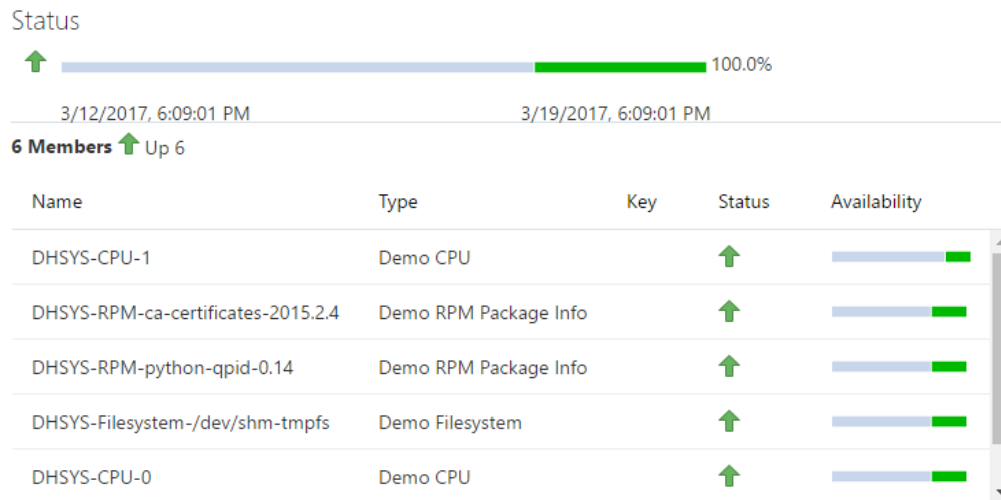 Status
100.0%
3/12/2017, 6:09:01 PM 3/19/2017, 6:09:01 PM
6 Members Up 6
Name Type Key Status Availability
DHSYS-CPU-1 Demo CPU
DHSYS-RPM-ca-certificates-2015.2.4 Demo RPM Package Info
DHSYS-RPM-python-qpid-0.14 Demo RPM Package Info
DHSYS-Filesystem-/dev/shm-tmpfs Demo Filesystem
DHSYS-CPU-0 Demo CPU